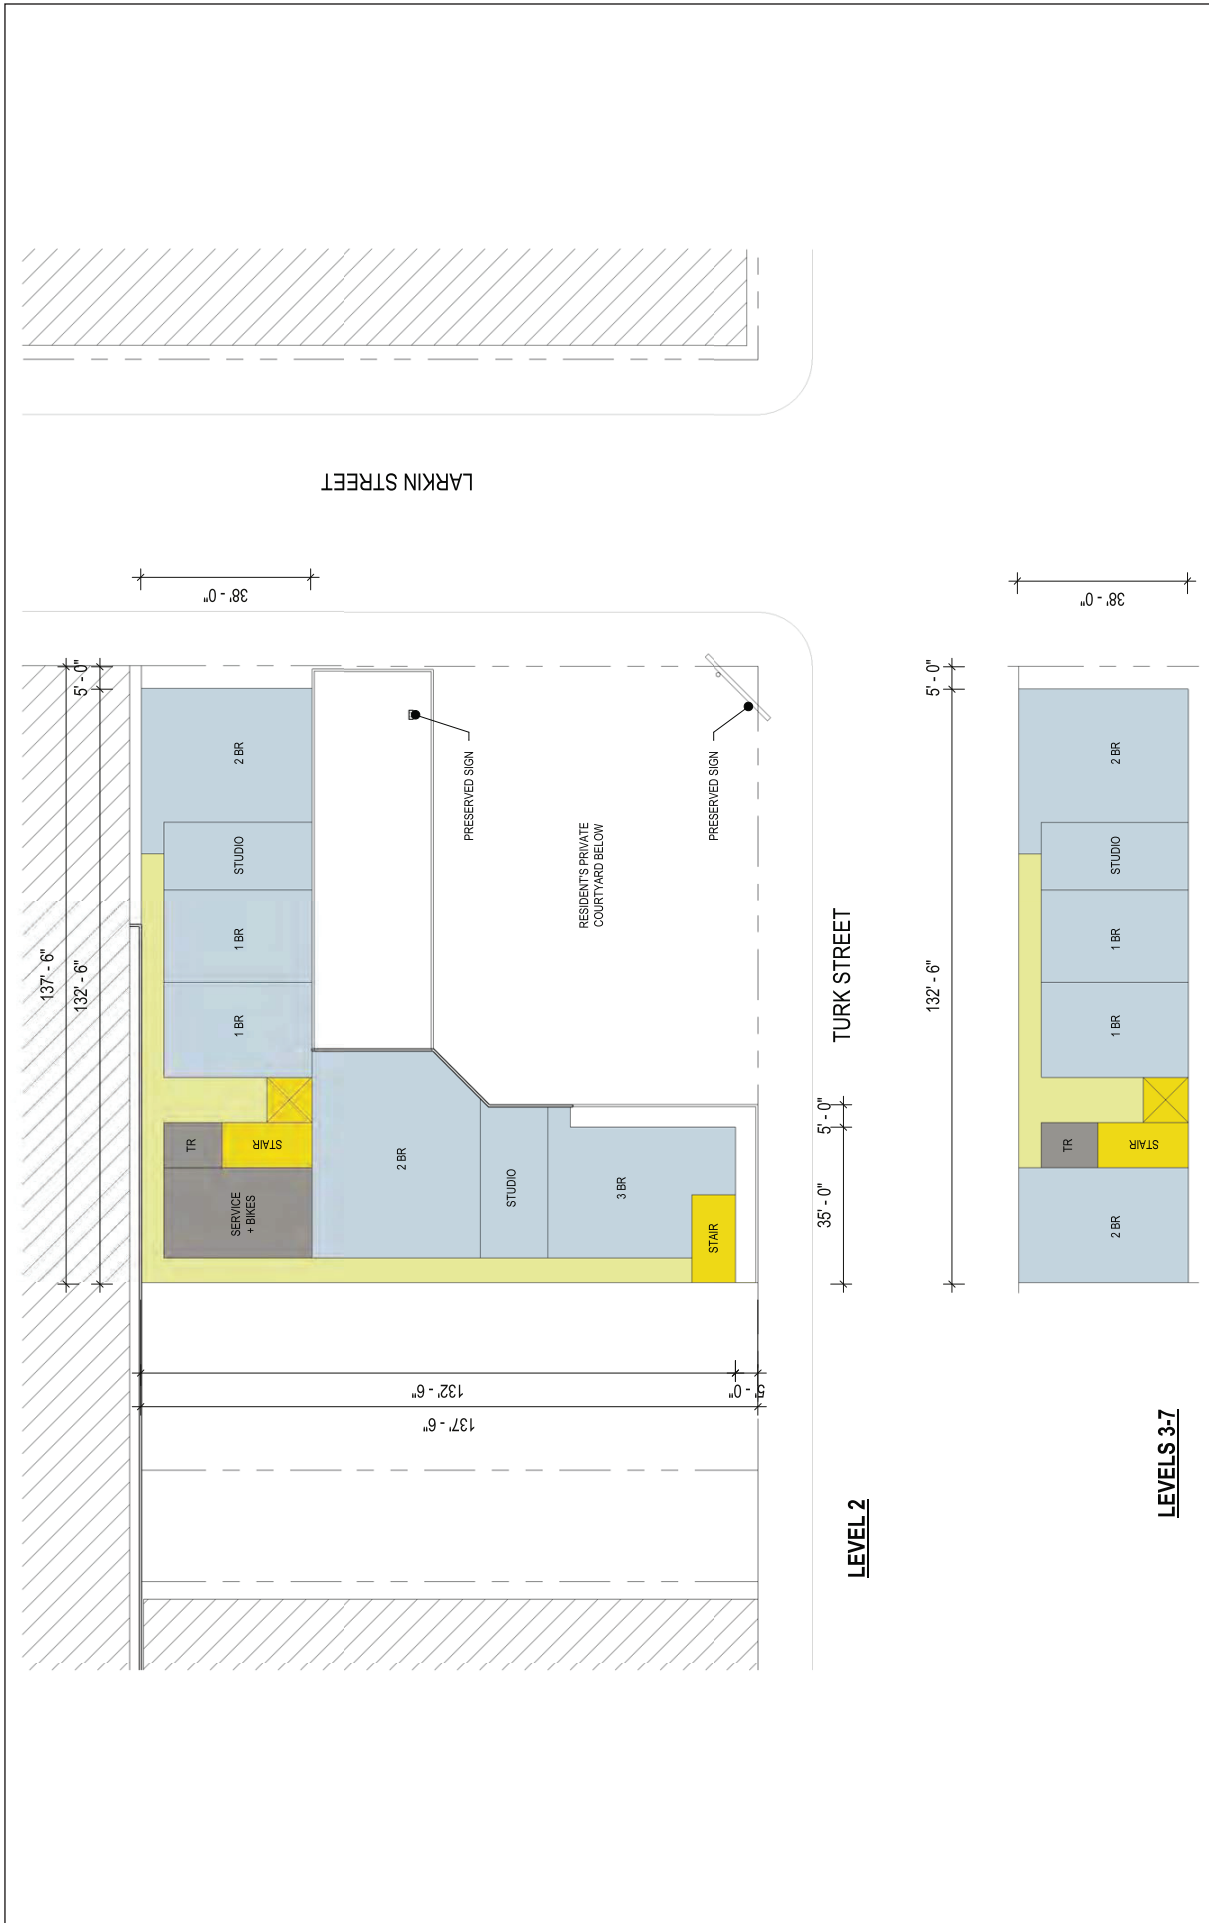 LARKIN STREET
137' - 6"
132' - 6"
5' - 0"
38' - 0"
2 BR
STUDIO
1 BR
1 BR
TR
STAIR
SERVICE
+ BIKES
2 BR
STUDIO
3 BR
STAIR
PRESERVED SIGN
PRESERVED SIGN
RESIDENT'S PRIVATE
COURTYARD BELOW
TURK STREET
5' - 0"
35' - 0"
132' - 6"
5' - 0"
137' - 6"
LEVEL 2
132' - 6"
5' - 0"
38' - 0"
2 BR
STUDIO
1 BR
1 BR
TR
STAIR
2 BR
LEVELS 3-7